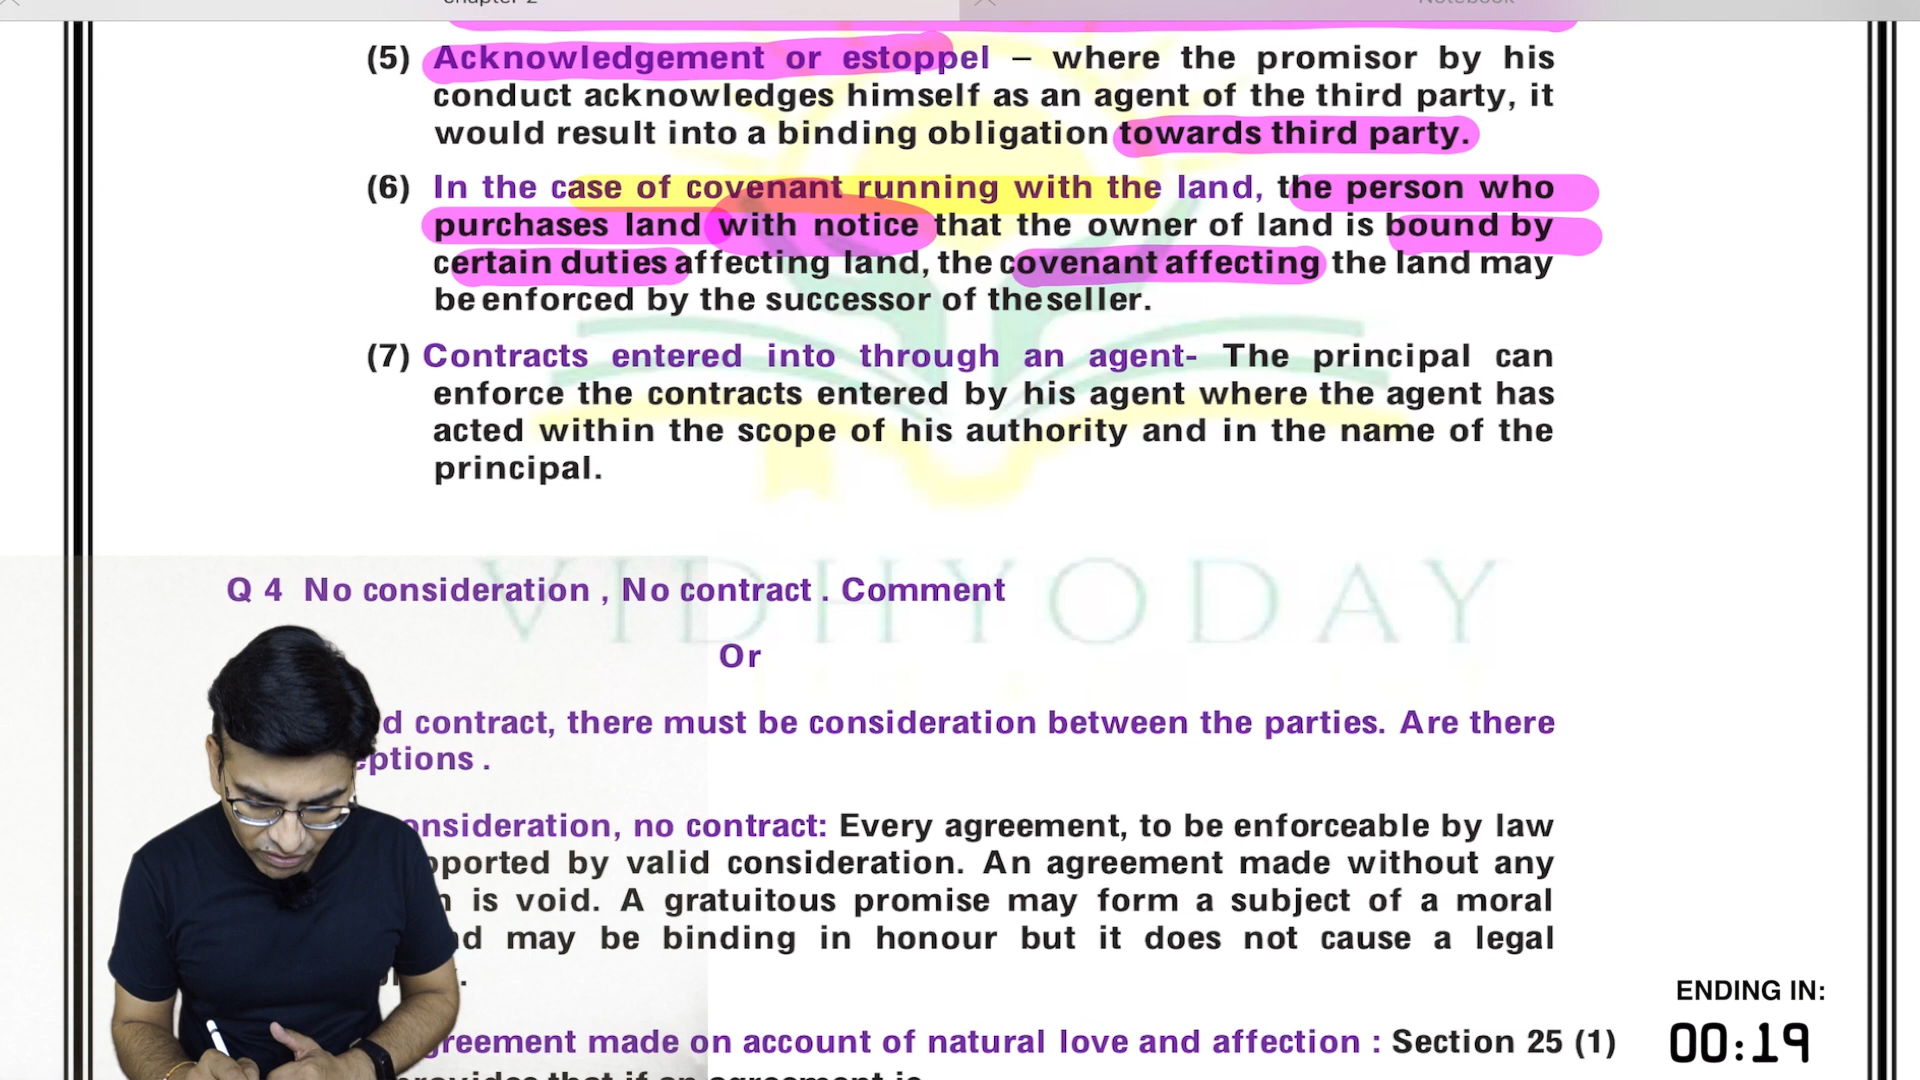 (5) Acknowledgement or estoppel – where the promisor by his
conduct acknowledges himself as an agent of the third party, it
would result into a binding obligation towards third party.
(6) In the case of covenant running with the land, the person who
purchases land with notice that the owner of land is bound by
certain duties affecting land, the covenant affecting the land may
be enforced by the successor of theseller.
(7) Contracts entered into through an agent- The principal can
enforce the contracts entered by his agent where the agent has
acted within the scope of his authority and in the name of the
principal.
VIDHYODAY
Q 4 No consideration , No contract . Comment
Or
contract, there must be consideration between the parties. Are there
no contract: Every agreement, to be enforceable by law
by valid consideration. An agreement made without any
is void. A gratuitous promise may form a subject of a moral
may be binding in honour but it does not cause a legal
made on account of natural love and affection : Section 25 (1)
ENDING IN:
00:19